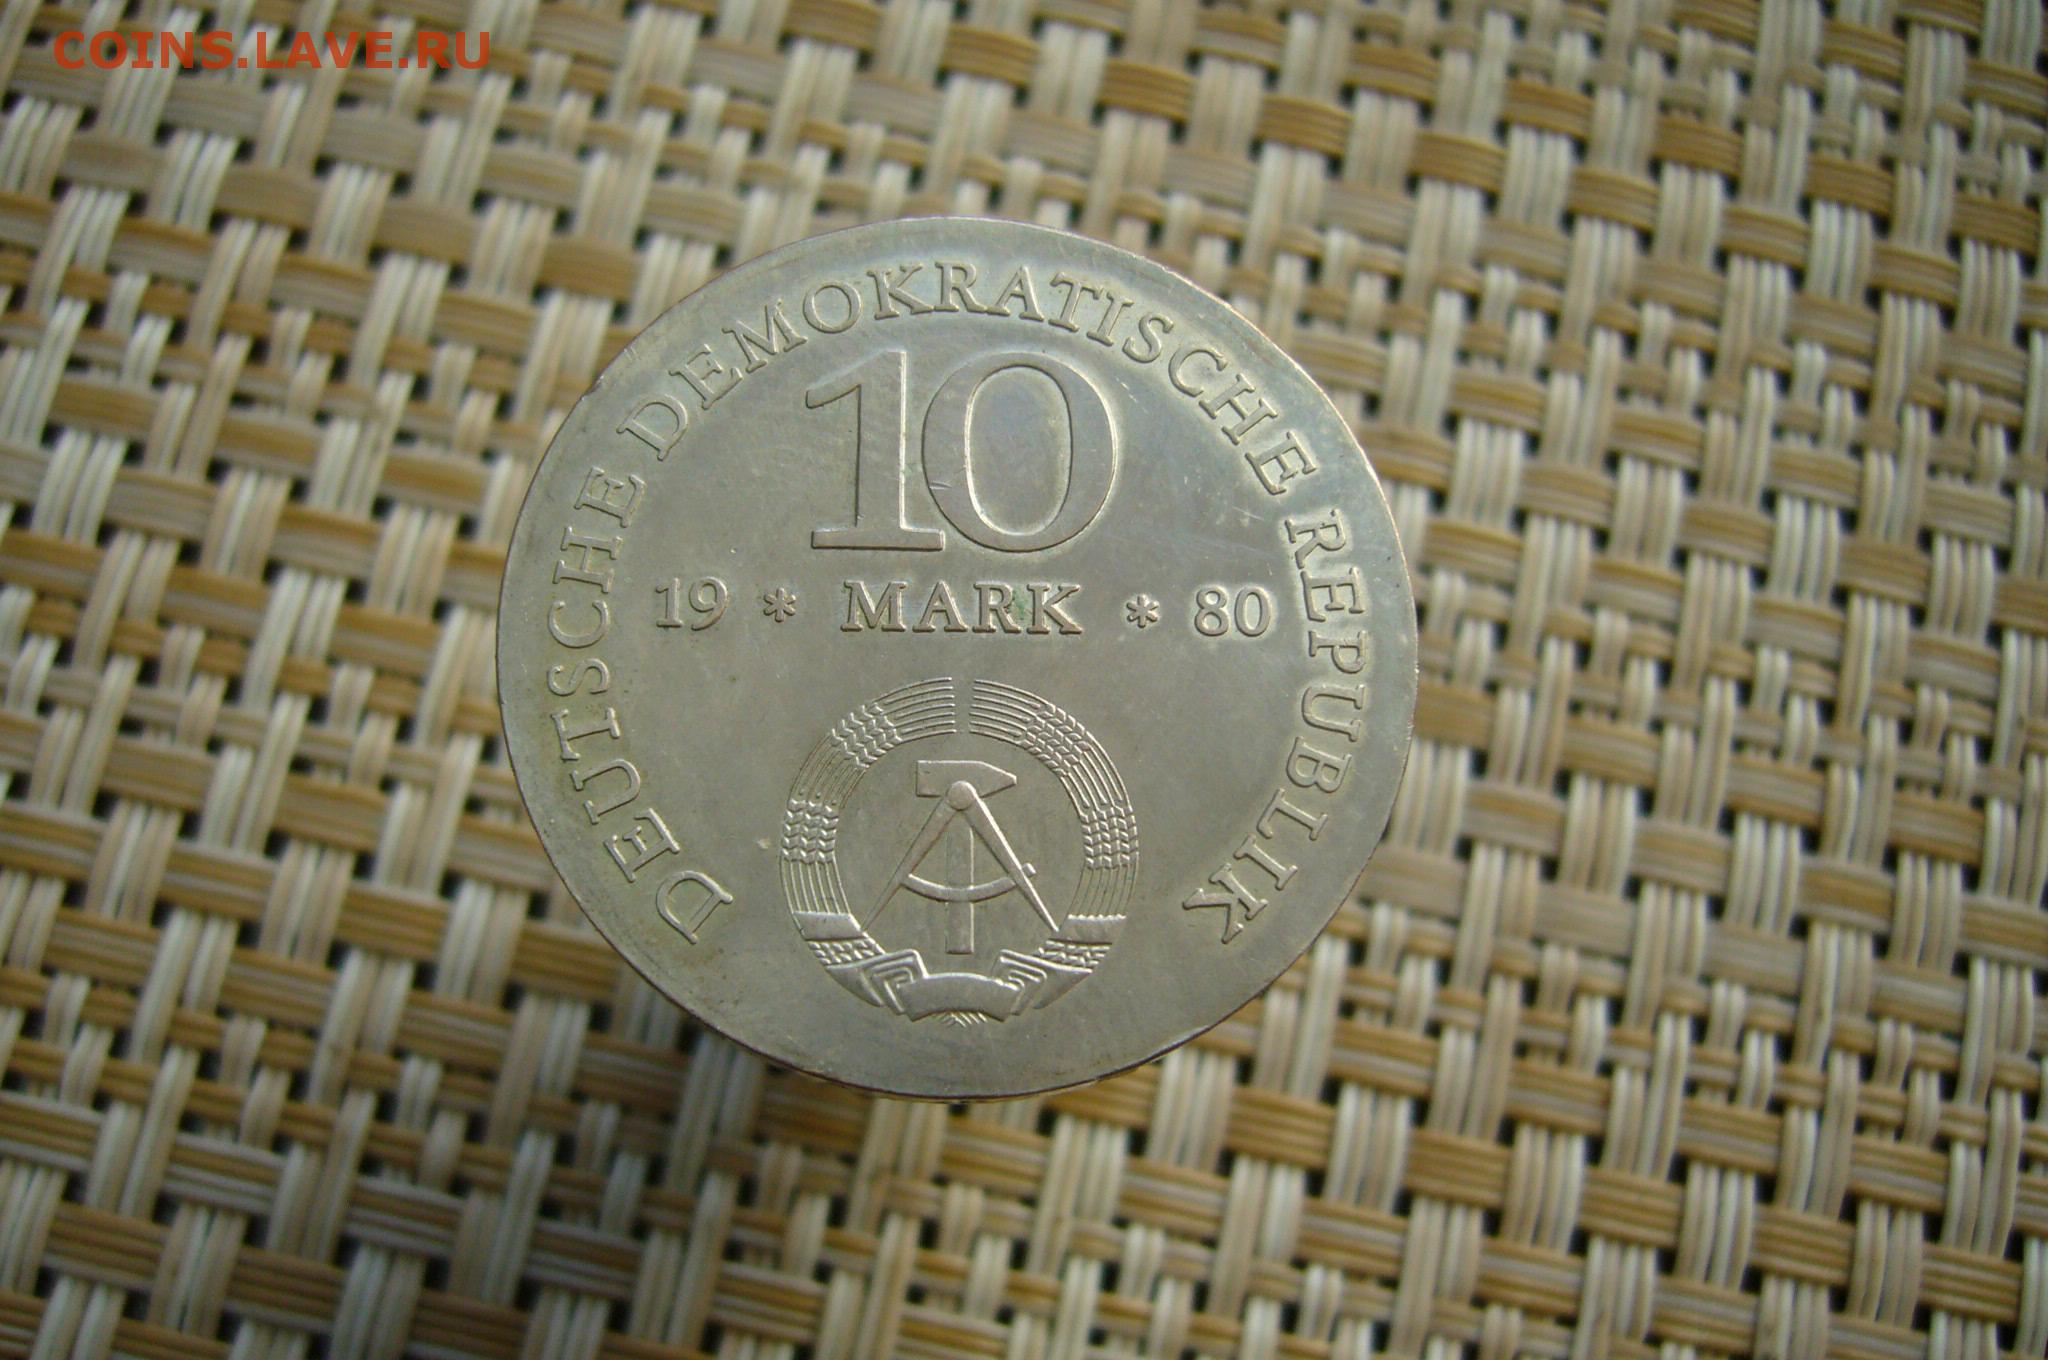 COINS.LAVE.RU
DEUTSCHE DEMOKRATISCHE REPUBLIK
10
19 * MARK * 80